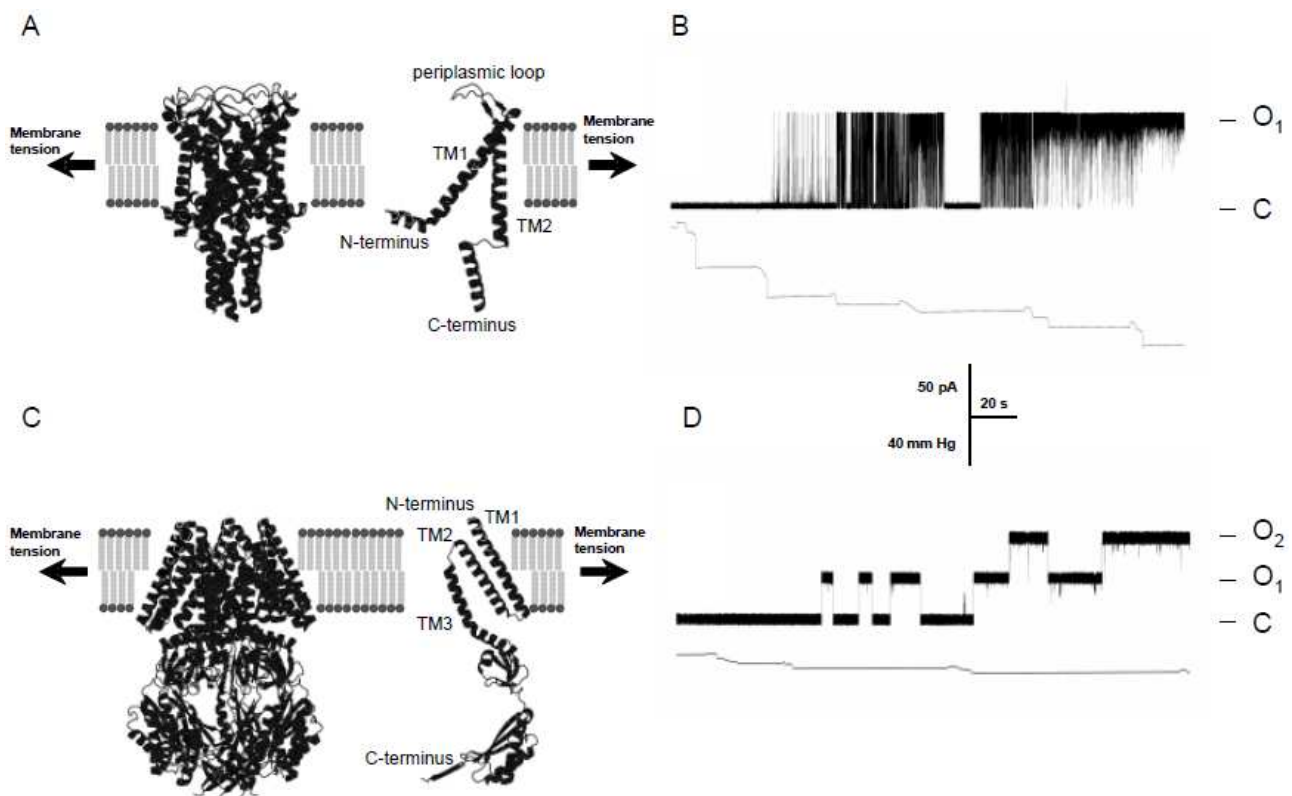 A
periplasmic loop
Membrane
tension
TM1
N-terminus
TM2
C-terminus
Membrane
tension
B
O₁
C
50 pA
20 s
40 mm Hg
C
N-terminus
TM1
TM2
Membrane
tension
TM3
C-terminus
Membrane
tension
D
O₂
O₁
C